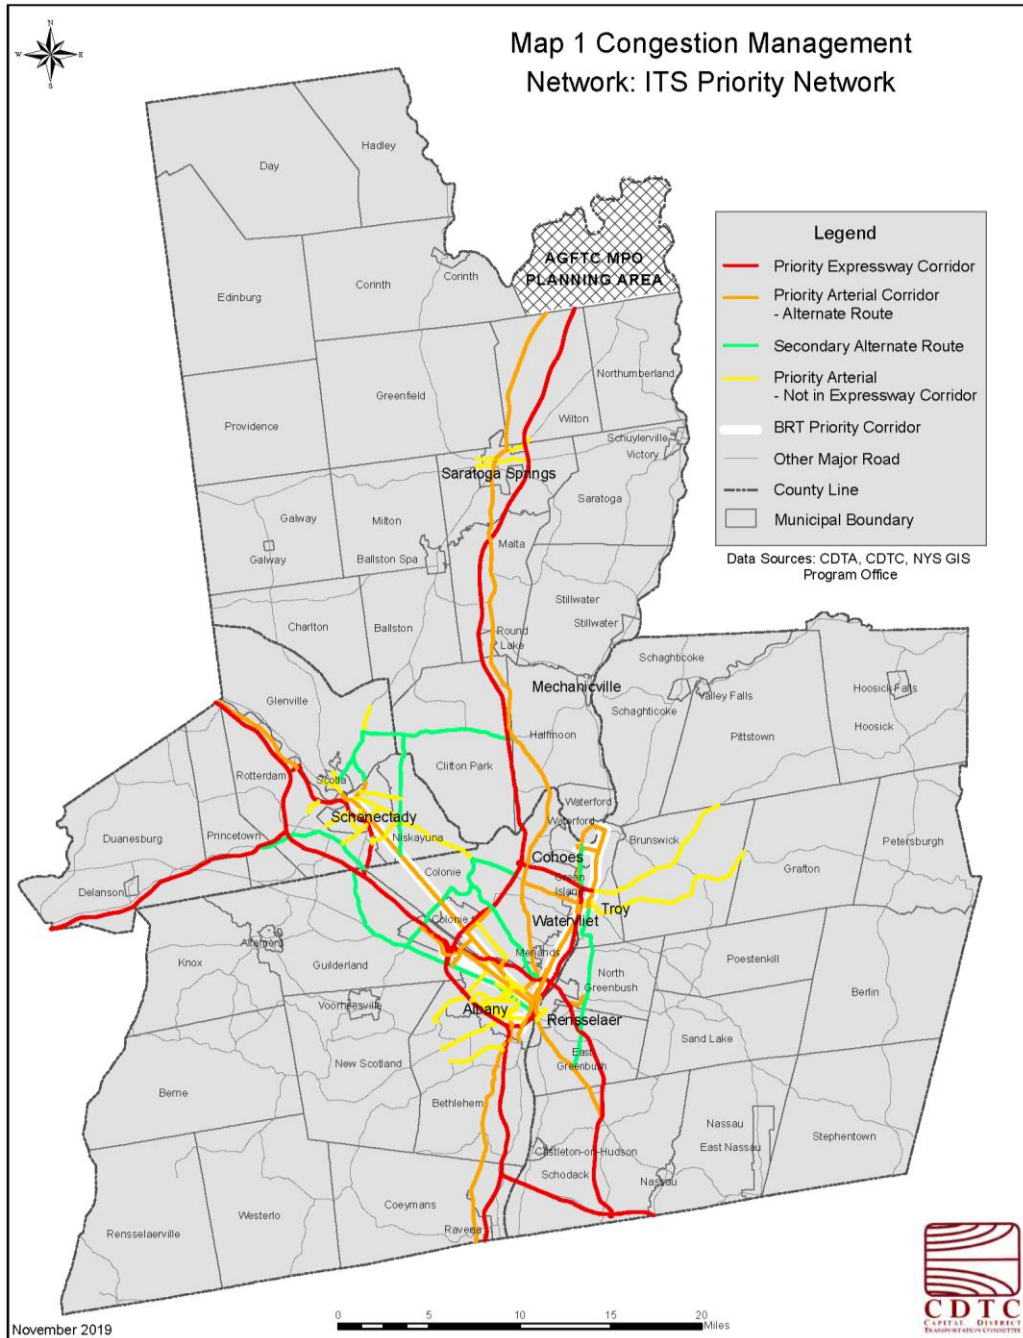 N
W
E
S
Map 1 Congestion Management
Network: ITS Priority Network
Hadley
Day
AGFTC MPO
PLANNING AREA
Corinth
Corinth
Edinburg
Northumberland
Greenfield
Wilton
Providence
Schuylerville
Victory
Saratoga Springs
Saratoga
Galway
Milton
Malta
Galway
Ballston Spa
Stillwater
Stillwater
Charlton
Ballston
Round
Lake
Legend
Priority Expressway Corridor
Priority Arterial Corridor
- Alternate Route
Secondary Alternate Route
Priority Arterial
- Not in Expressway Corridor
BRT Priority Corridor
Other Major Road
County Line
Municipal Boundary
Data Sources: CDTA, CDTC, NYS GIS
Program Office
Schaghticoke
Mechanicville
Valley Falls
Hoosick Falls
Glenville
Schaghticoke
Hoosick
Halfmoon
Pittstown
Clifton Park
Rotterdam
Scotia
Waterford
Schenectady
Waterford
Duanesburg
Princetown
Niskayuna
Brunswick
Petersburgh
Cohoes
Grafton
Colonie
Green
Island
Delanson
Troy
Colonie
Watervliet
Altamont
Menands
Knox
Guilderland
Poestenkill
North
Greenbush
Berlin
Voorheesville
Albany
Rensselaer
Sand Lake
New Scotland
East
Greenbush
Berne
Bethlehem
Nassau
Stephentown
East Nassau
Castleton-on-Hudson
Schodack
Nassau
Coeymans
Westerlo
Ravena
Rensselaerville
0
5
10
15
20
Miles
CDTC
CAPITAL DISTRICT
TRANSPORTATION COMMITTEE
November 2019